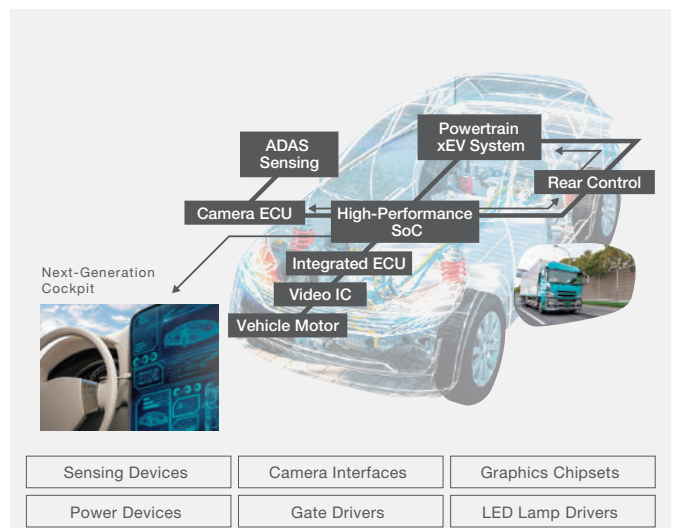 Powertrain
xEV System
ADAS
Sensing
Rear Control
Camera ECU
High-Performance
SoC
Integrated ECU
Next-Generation
Cockpit
Video IC
Vehicle Motor
Sensing Devices
Camera Interfaces
Graphics Chipsets
Power Devices
Gate Drivers
LED Lamp Drivers